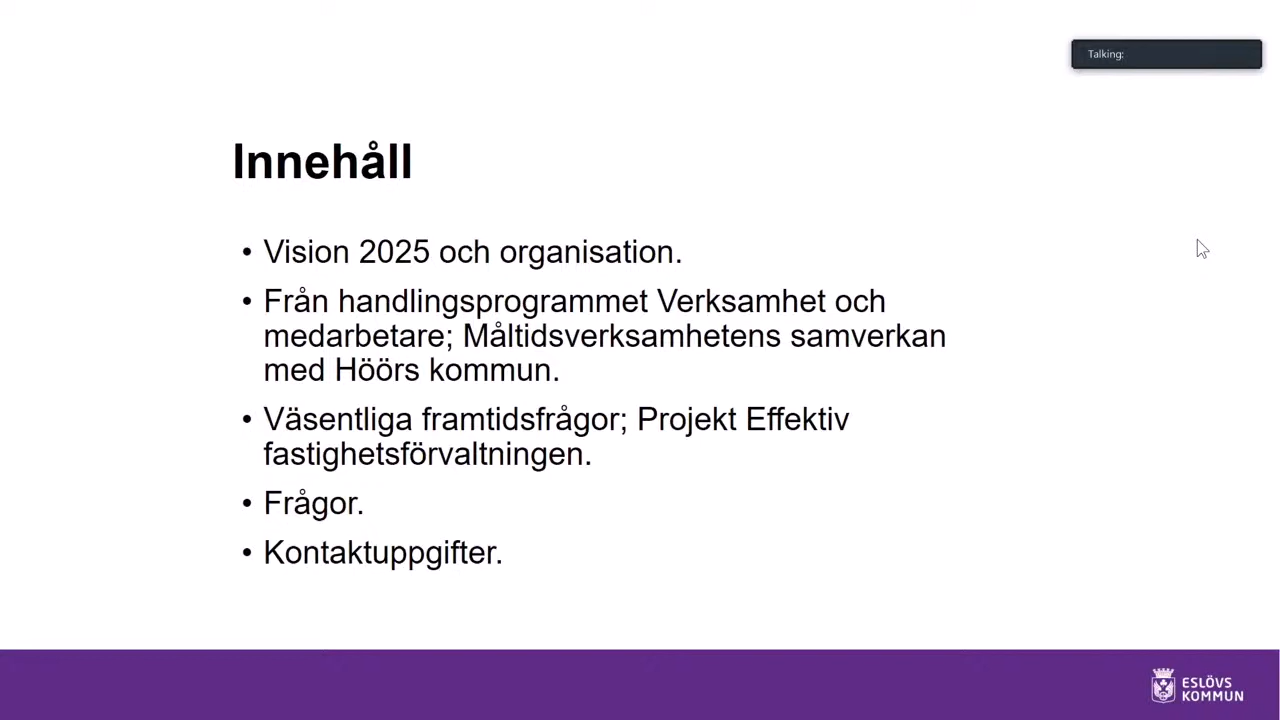 Talking:
Innehåll
• Vision 2025 och organisation.
• Från handlingsprogrammet Verksamhet och
medarbetare; Måltidsverksamhetens samverkan
med Höörs kommun.
• Väsentliga framtidsfrågor; Projekt Effektiv
fastighetsförvaltningen.
• Frågor.
• Kontaktuppgifter.
ESLÖVS
KOMMUN